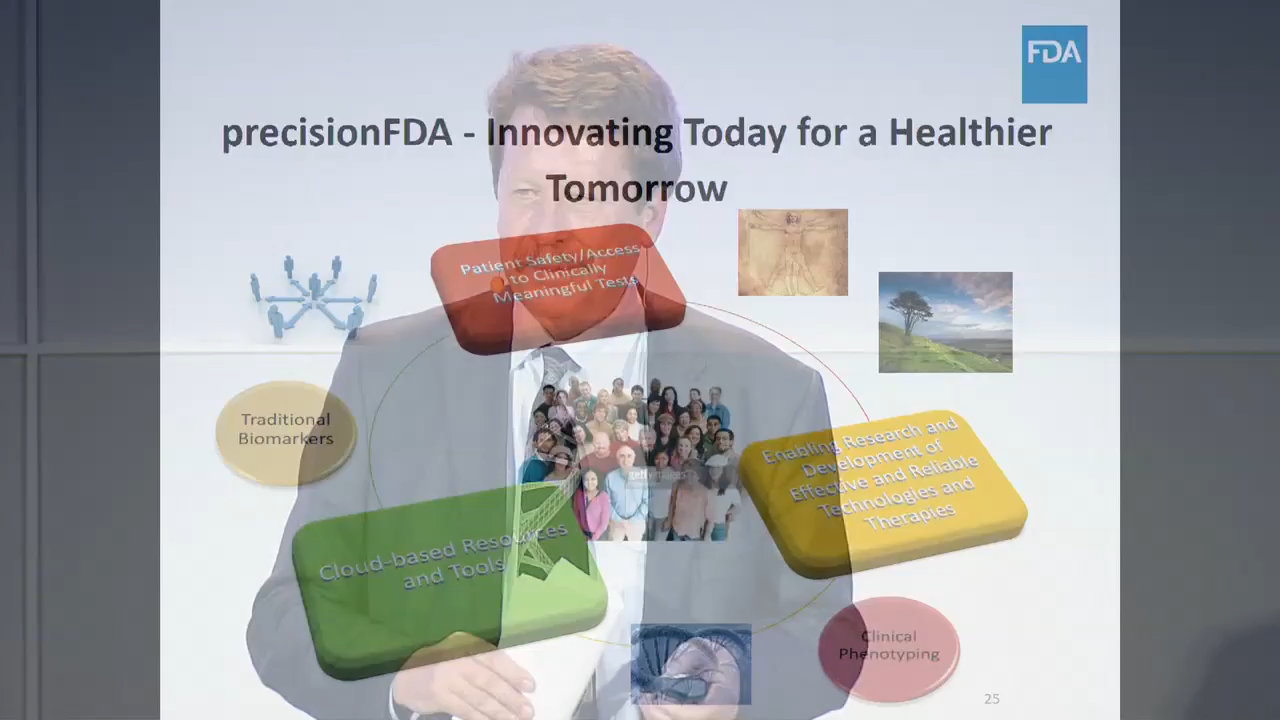 FDA
precisionFDA - Innovating Today for a Healthier
Tomorrow
Patient Safety/Access
to Clinically
Meaningful Tests
Traditional
Biomarkers
Enabling Research and
Development of
Effective and Reliable
Technologies and
Therapies
Cloud-based Resources
and Tools
Clinical
Phenotyping
25